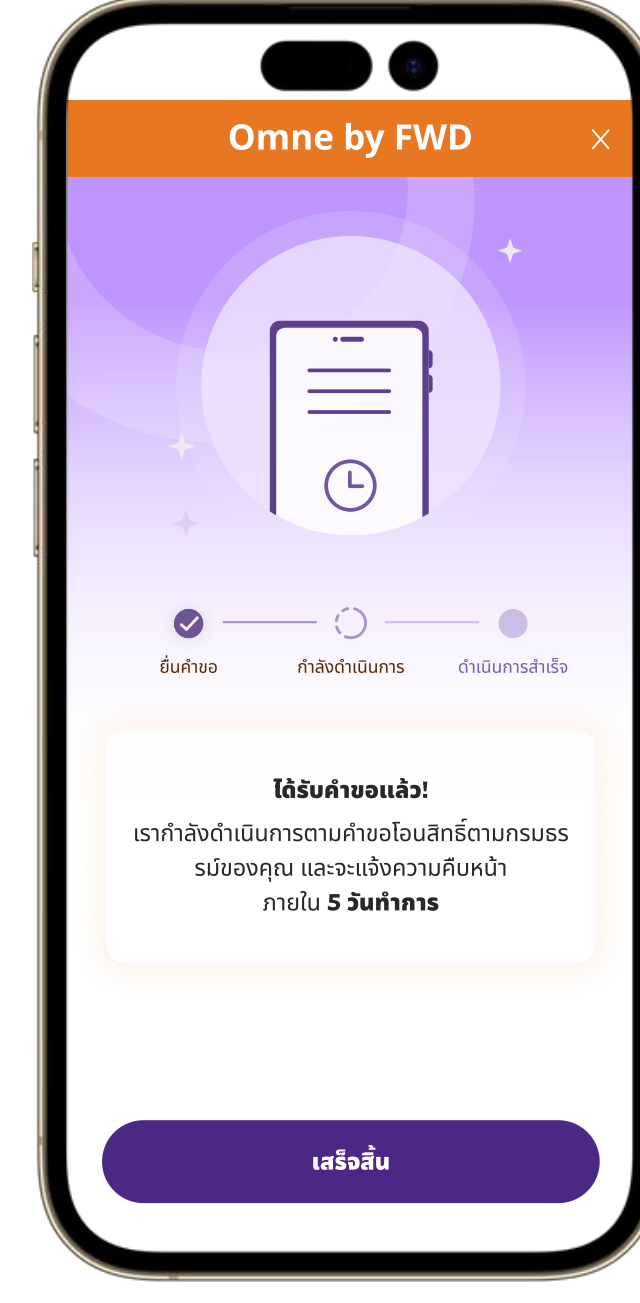 Omne by FWD
ยื่นคำขอ
กำลังดำเนินการ
ดำเนินการสำเร็จ
ได้รับคำขอแล้ว!
เรากำลังดำเนินการตามคำขอโอนสิทธิ์ตามกรมธร
รม์ของคุณ และจะแจ้งความคืบหน้า
ภายใน 5 วันทำการ
เสร็จสิ้น